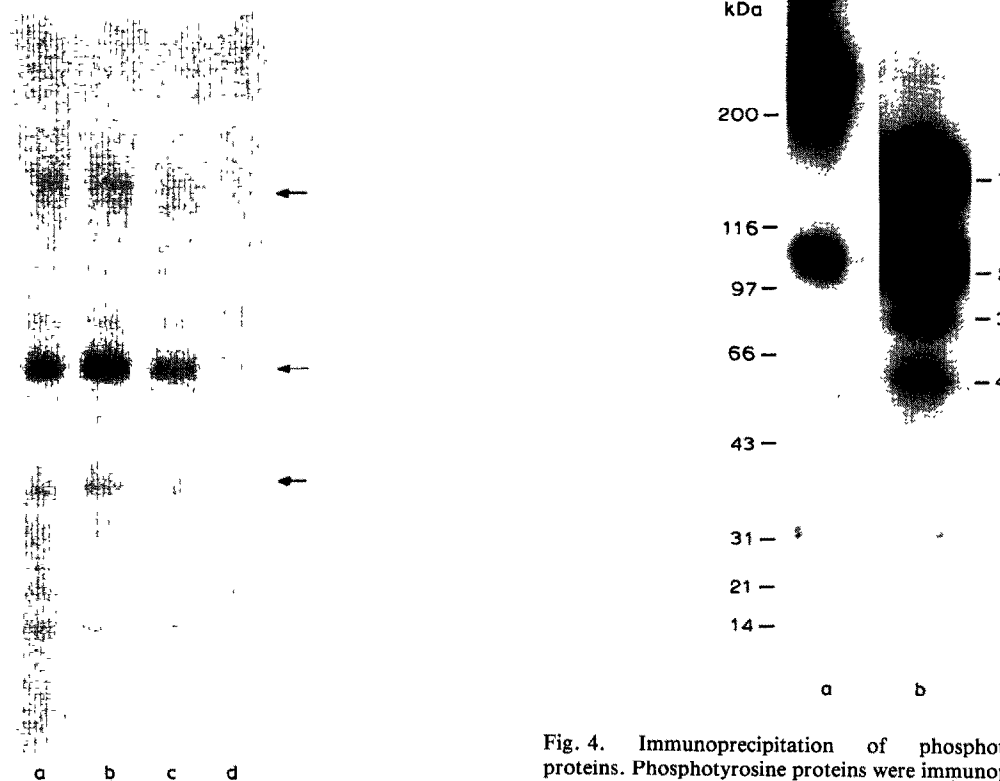 a b c d
kDa
200
116
97
66
43
31
21
14
a b
Fig. 4. Immunoprecipitation of
proteins. Phosphotyrosine proteins were